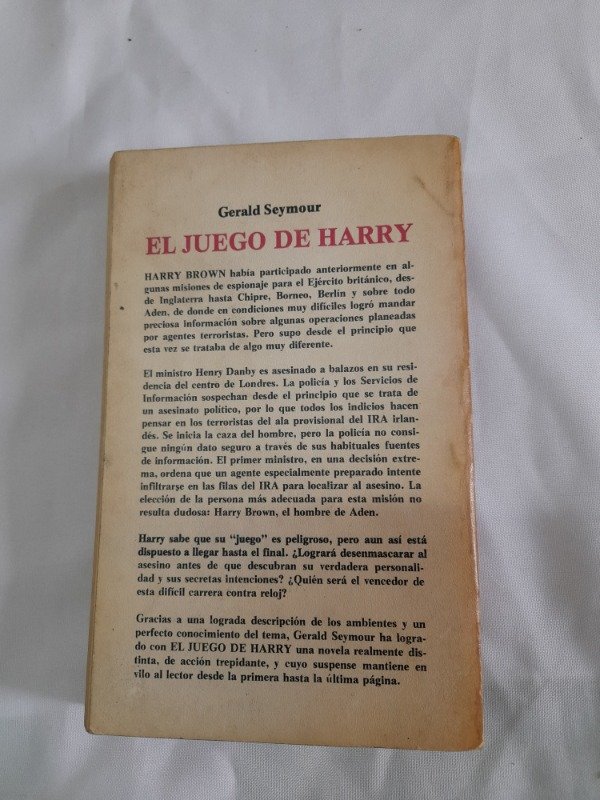 Gerald Seymour
EL JUEGO DE HARRY
HARRY BROWN había participado anteriormente en al-
gunas misiones de espionaje para el Ejército británico, des-
de Inglaterra hasta Chipre, Borneo, Berlín y sobre todo
Aden, de donde en condiciones muy difíciles logró mandar
preciosa información sobre algunas operaciones planeadas
por agentes terroristas. Pero supo desde el principio que
esta vez se trataba de algo muy diferente.
El ministro Henry Danby es asesinado a balazos en su resi-
dencia del centro de Londres. La policía y los Servicios de
Información sospechan desde el principio que se trata de
un asesinato político, por lo que todos los indicios hacen
pensar en los terroristas del ala provisional del IRA irlan-
dés. Se inicia la caza del hombre, pero la policía no consi-
gue ningún dato seguro a través de sus habituales fuentes
de información. El primer ministro, en una decisión extre-
ma, ordena que un agente especialmente preparado intente
infiltrarse en las filas del IRA para localizar al asesino. La
elección de la persona más adecuada para esta misión no
resulta dudosa: Harry Brown, el hombre de Aden.
Harry sabe que su "juego" es peligroso, pero aun así está
dispuesto a llegar hasta el final. ¿Logrará desenmascarar al
asesino antes de que descubran su verdadera personali-
dad y sus secretas intenciones? ¿Quién será el vencedor de
esta difícil carrera contra reloj?
Gracias a una lograda descripción de los ambientes y un
perfecto conocimiento del tema, Gerald Seymour ha logra-
do con EL JUEGO DE HARRY una novela realmente dis-
tinta, de acción trepidante, y cuyo suspense mantiene en
vilo al lector desde la primera hasta la última página.